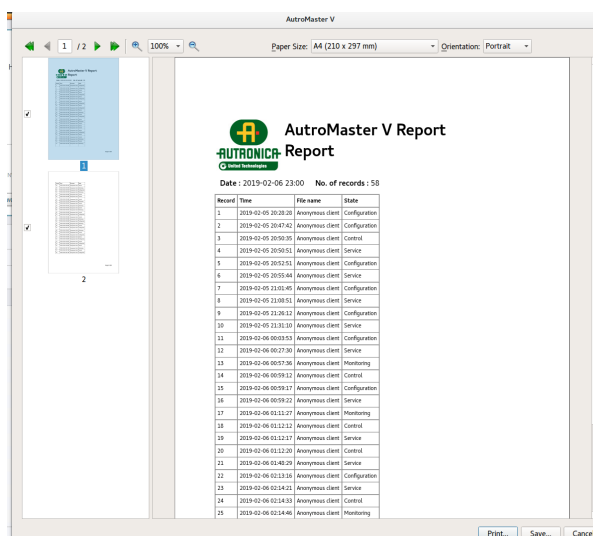 AutroMaster V
1 / 2 100% Paper Size: A4 (210 x 297 mm) Orientation: Portrait
1
2
AUTRONICA
United Technologies
AutroMaster V Report
Report
Date : 2019-02-06 23:00 No. of records : 58
Record Time File name State
1 2019-02-05 20:28:28 Anonymous client Configuration
2 2019-02-05 20:47:42 Anonymous client Configuration
3 2019-02-05 20:50:35 Anonymous client Control
4 2019-02-05 20:50:51 Anonymous client Service
5 2019-02-05 20:52:51 Anonymous client Configuration
6 2019-02-05 20:55:44 Anonymous client Service
7 2019-02-05 21:01:45 Anonymous client Configuration
8 2019-02-05 21:08:51 Anonymous client Service
9 2019-02-05 21:26:12 Anonymous client Configuration
10 2019-02-05 21:31:10 Anonymous client Service
11 2019-02-06 00:03:53 Anonymous client Configuration
12 2019-02-06 00:27:30 Anonymous client Service
13 2019-02-06 00:57:36 Anonymous client Monitoring
14 2019-02-06 00:59:12 Anonymous client Control
15 2019-02-06 00:59:17 Anonymous client Configuration
16 2019-02-06 00:59:22 Anonymous client Service
17 2019-02-06 01:11:27 Anonymous client Monitoring
18 2019-02-06 01:12:12 Anonymous client Control
19 2019-02-06 01:12:17 Anonymous client Service
20 2019-02-06 01:12:20 Anonymous client Control
21 2019-02-06 01:48:29 Anonymous client Service
22 2019-02-06 02:13:16 Anonymous client Configuration
23 2019-02-06 02:14:21 Anonymous client Service
24 2019-02-06 02:14:33 Anonymous client Control
25 2019-02-06 02:14:46 Anonymous client Monitoring
Print... Save... Cancel